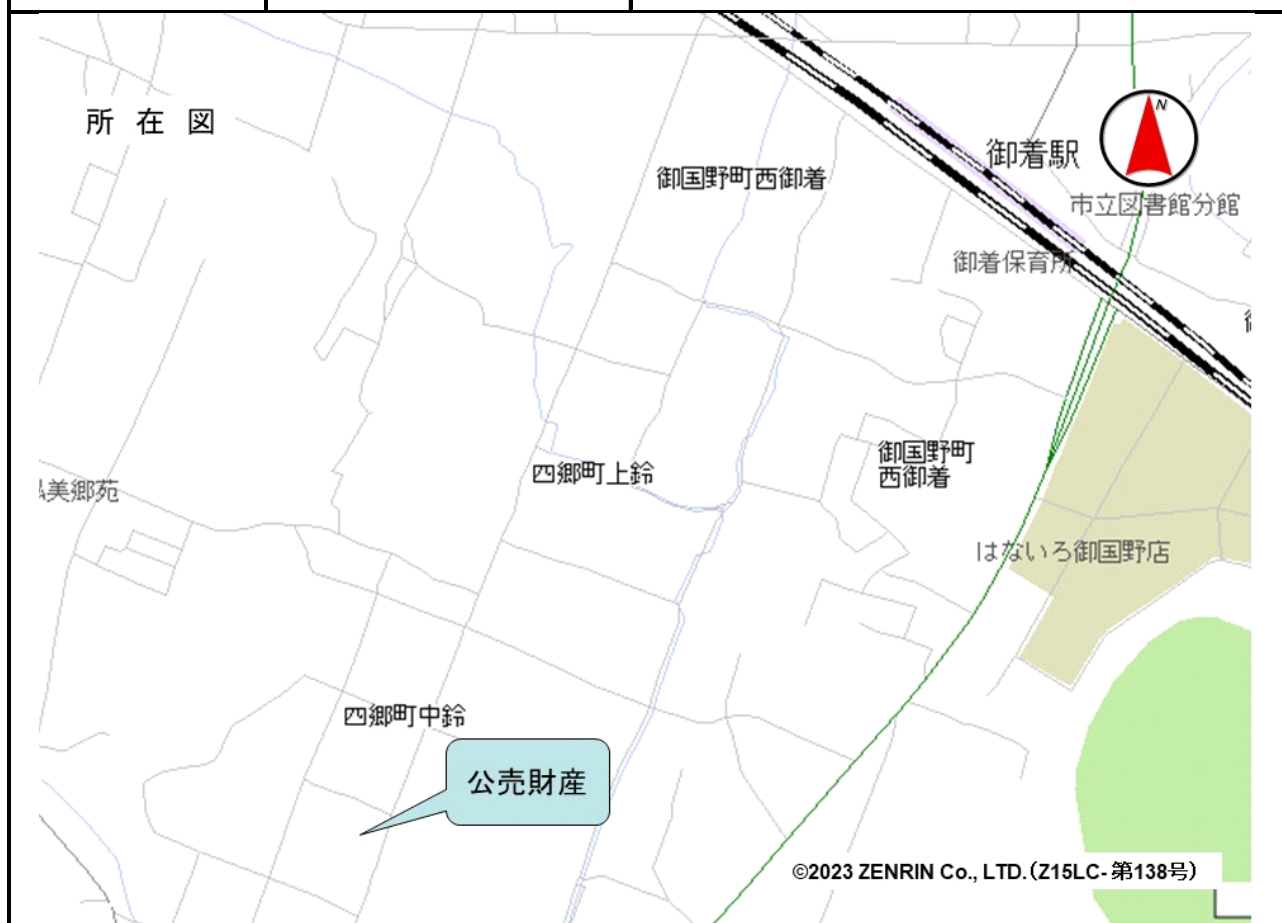 所在図
御着駅
N
御国野町西御着
市立図書館分館
御着保育所
御国野町
西御着
四郷町上鈴
美郷苑
はないろ御国野店
四郷町中鈴
公売財産
©2023 ZENRIN Co., LTD.(Z15LC-第138号)